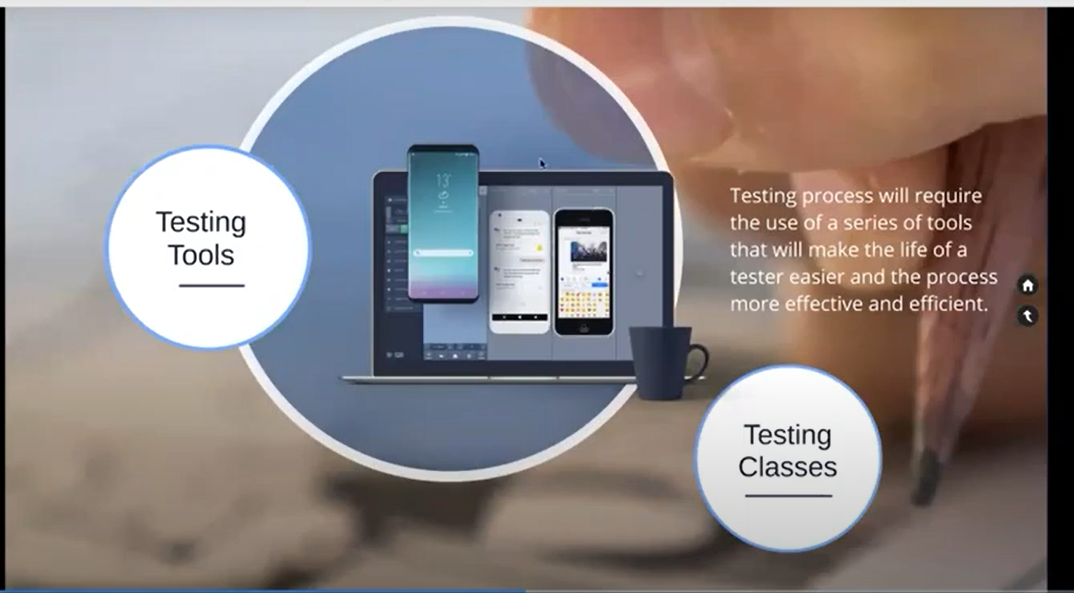 Testing
Tools
Testing process will require
the use of a series of tools
that will make the life of a
tester easier and the process
more effective and efficient.
Testing
Classes